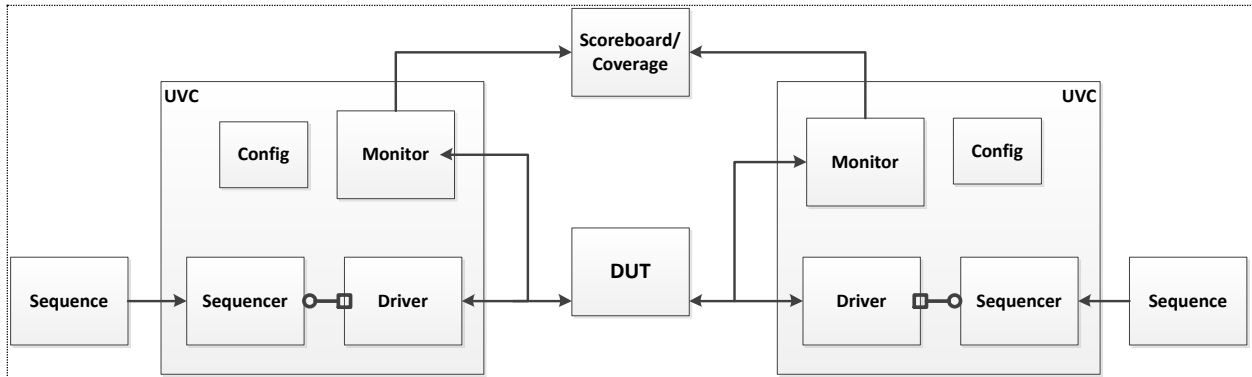 Scoreboard/
Coverage
UVC
Config
Monitor
Sequence
Sequencer
Driver
DUT
UVC
Monitor
Config
Driver
Sequencer
Sequence